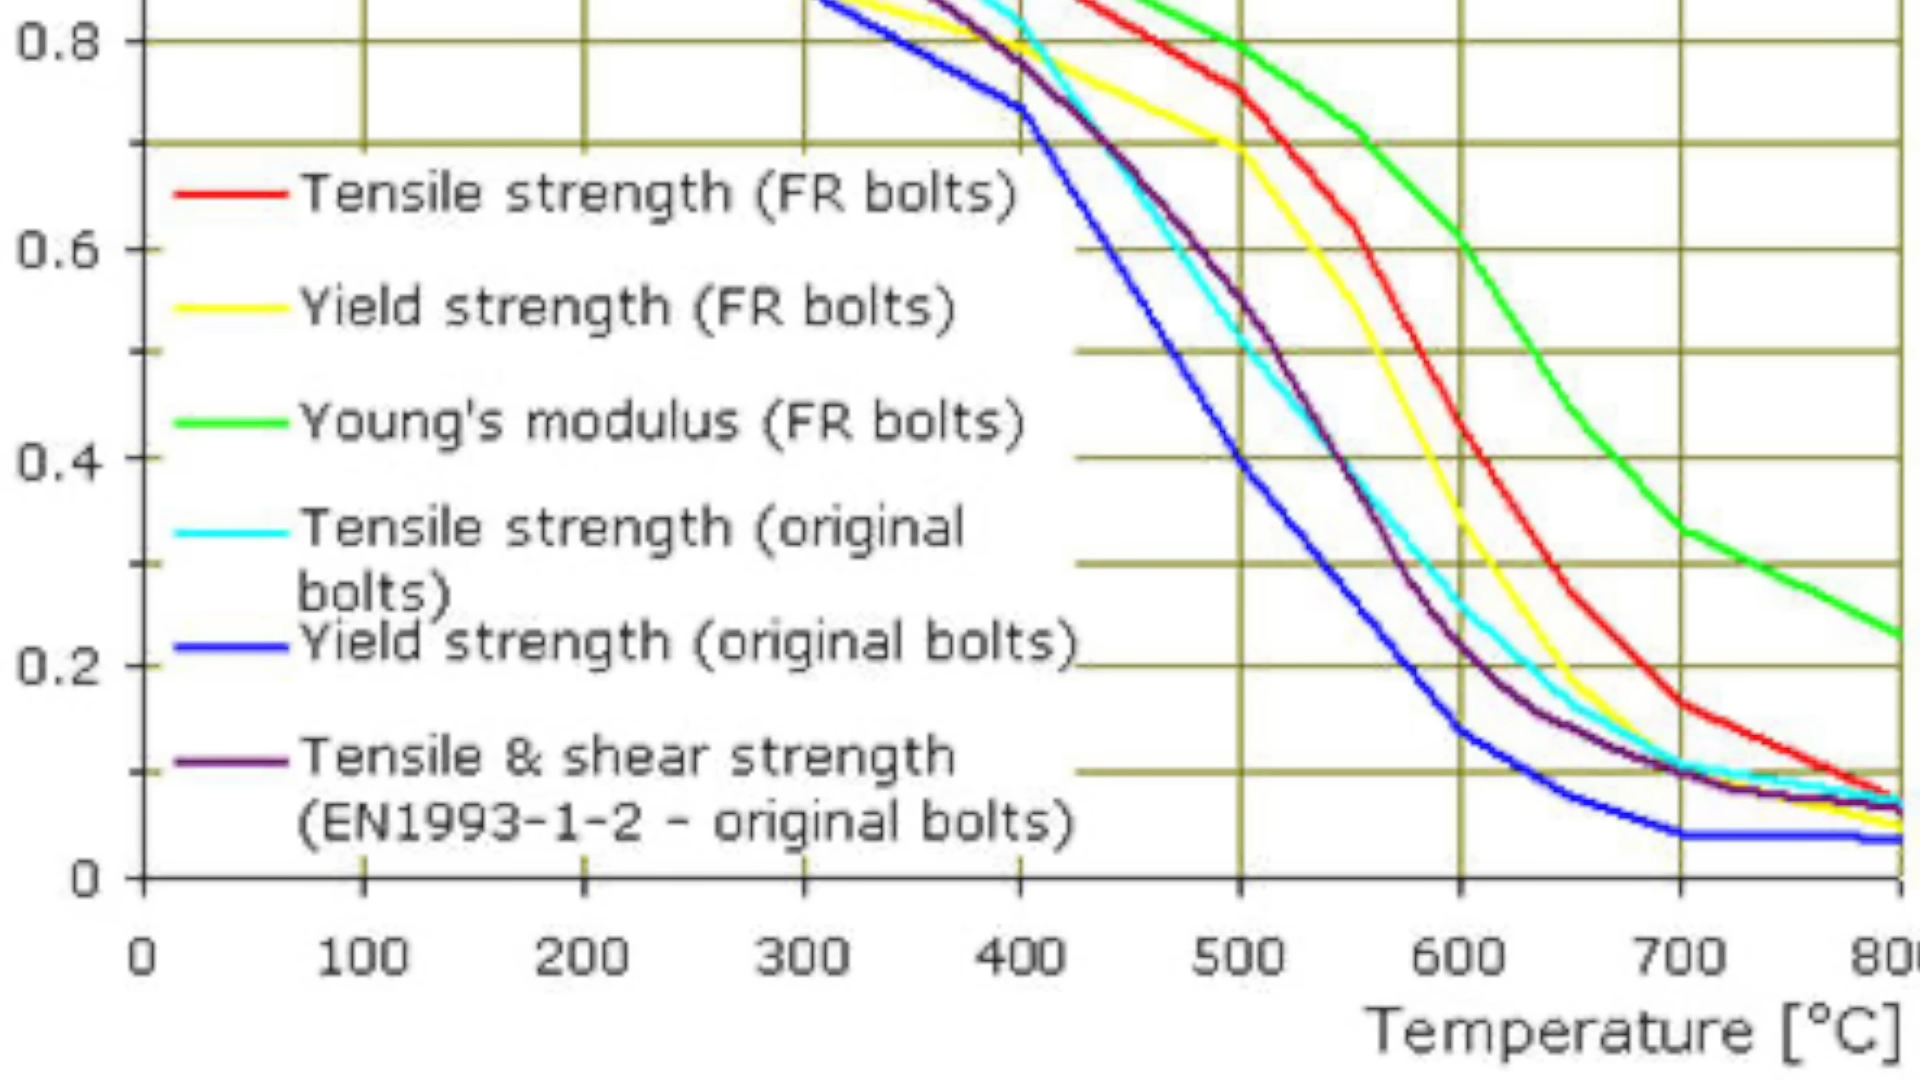 0.8
Tensile strength (FR bolts)
0.6
Yield strength (FR bolts)
Young's modulus (FR bolts)
0.4
Tensile strength (original
bolts)
Yield strength (original bolts)
0.2
Tensile & shear strength
(EN1993-1-2 - original bolts)
0
0 100 200 300 400 500 600 700 800
Temperature [°C]